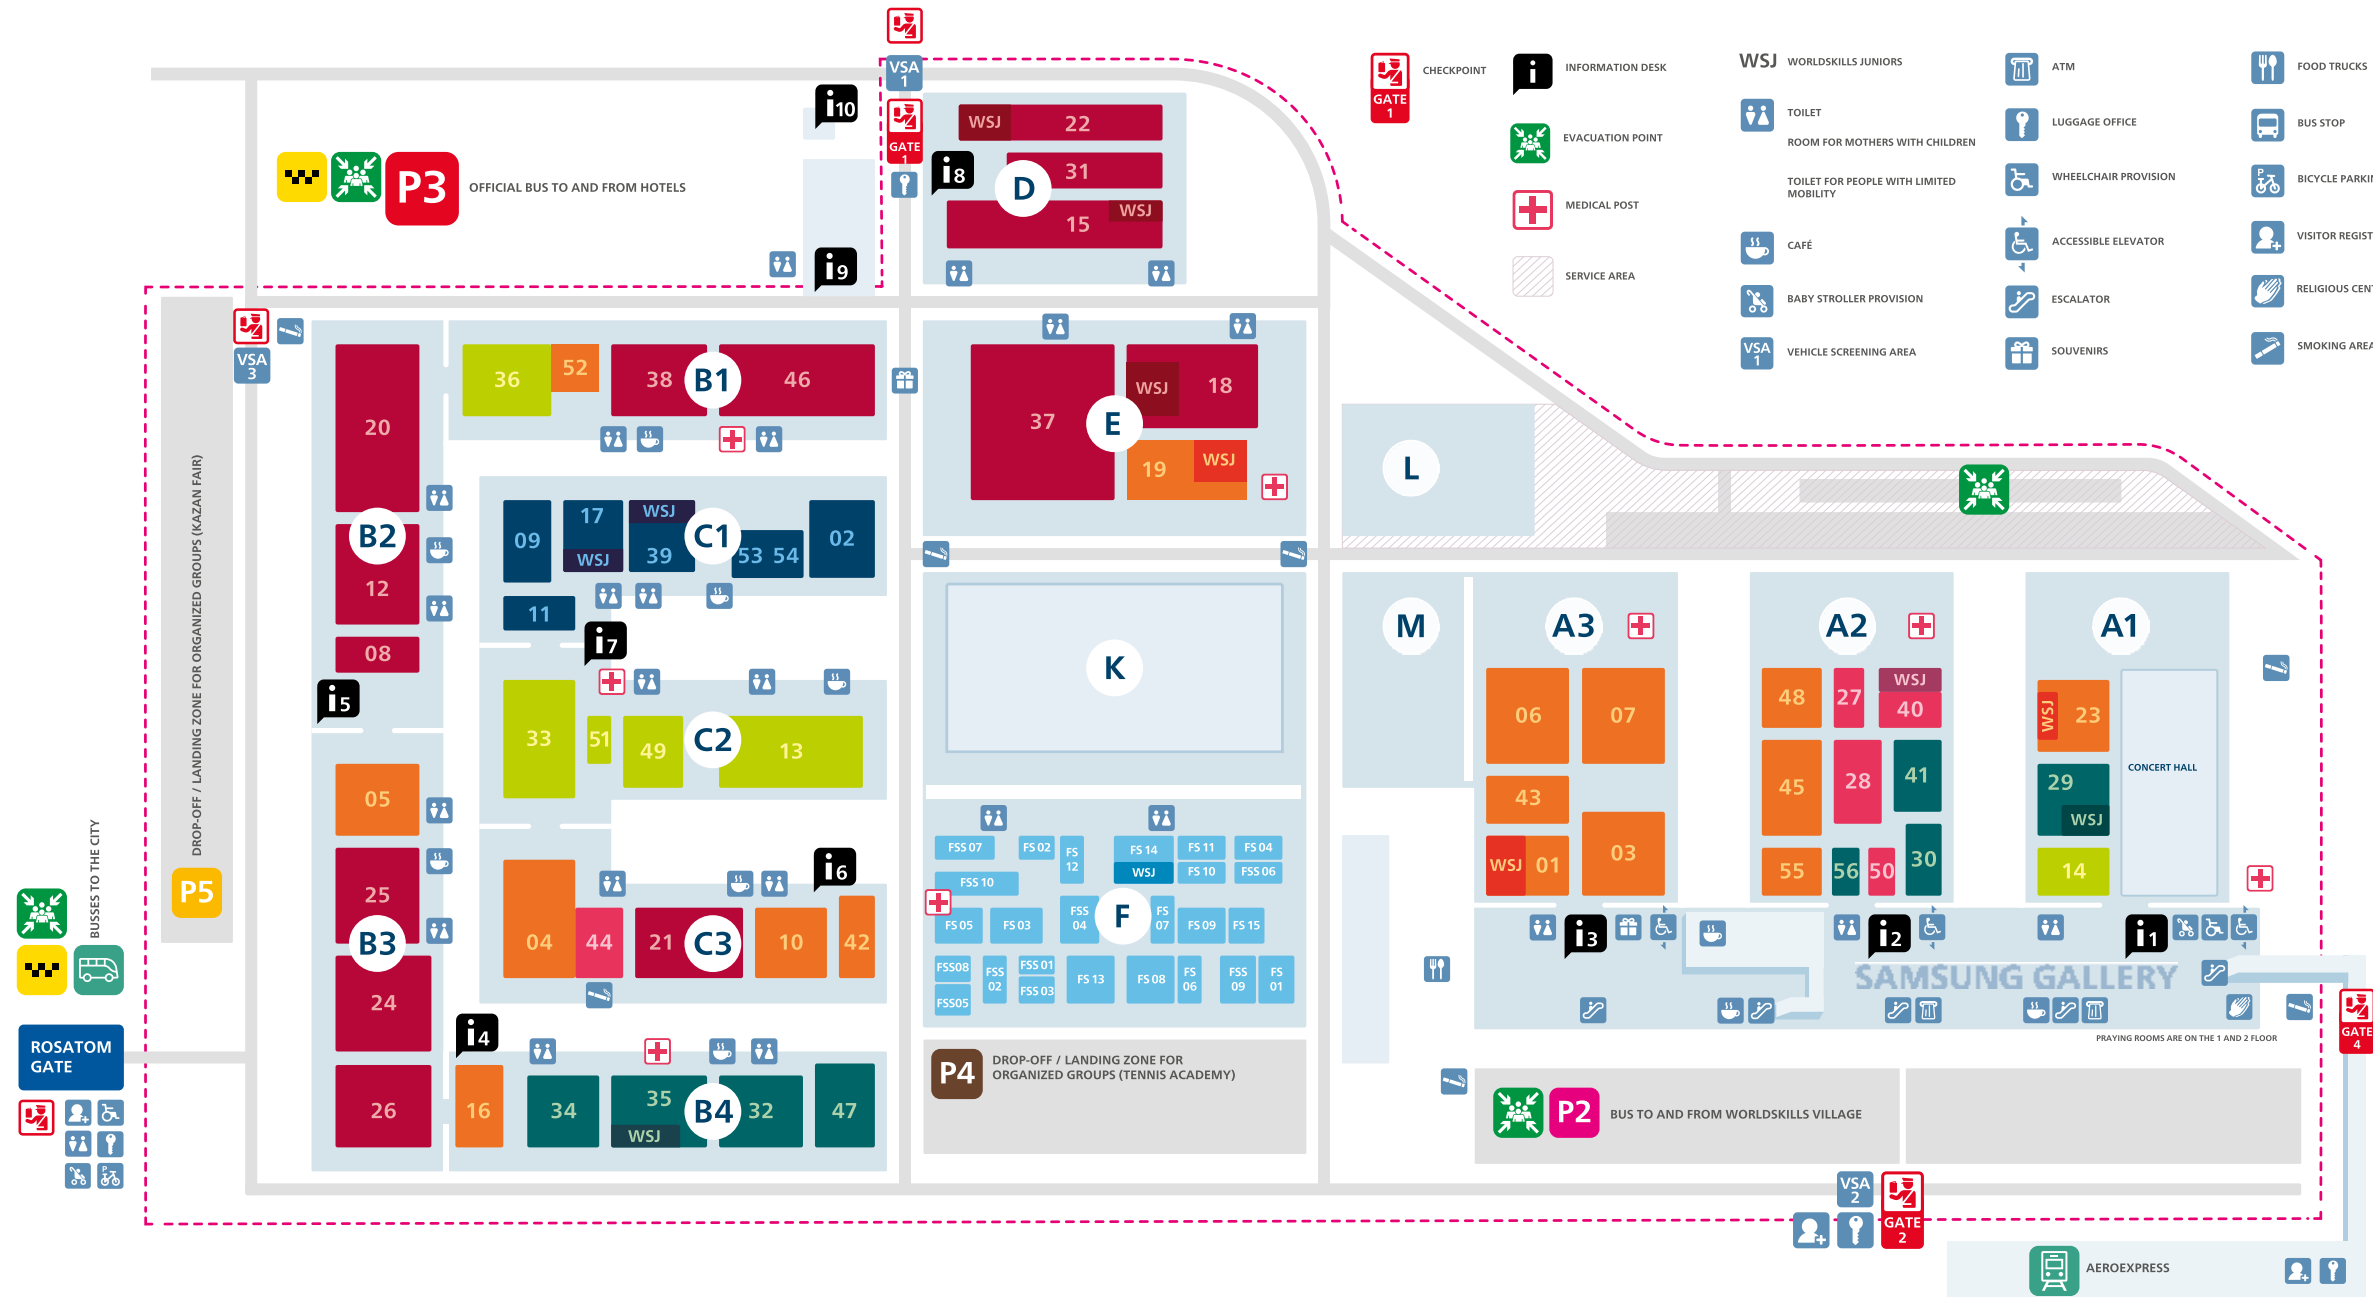 VSA
1
GATE
1
i10
i8
i9
P3
OFFICIAL BUS TO AND FROM HOTELS
WSJ
22
31
D
WSJ
15
GATE
1
CHECKPOINT
INFORMATION DESK
EVACUATION POINT
MEDICAL POST
SERVICE AREA
WSJ
WORLDSKILLS JUNIORS
TOILET
ROOM FOR MOTHERS WITH CHILDREN
TOILET FOR PEOPLE WITH LIMITED
MOBILITY
CAFÉ
BABY STROLLER PROVISION
VSA
1
VEHICLE SCREENING AREA
ATM
LUGGAGE OFFICE
WHEELCHAIR PROVISION
ACCESSIBLE ELEVATOR
ESCALATOR
SOUVENIRS
FOOD TRUCKS
BUS STOP
P
BICYCLE PARKIN
VISITOR REGIST
RELIGIOUS CENT
SMOKING AREA
VSA
3
DROP-OFF / LANDING ZONE FOR ORGANIZED GROUPS (KAZAN FAIR)
P5
BUSSES TO THE CITY
ROSATOM
GATE
P
20
B2
12
08
i5
05
25
B3
24
26
36
52
38
B1
46
09
17
WSJ
WSJ
39
C1
53
54
02
11
i7
33
51
49
C2
13
i6
04
44
21
C3
10
42
i4
16
34
35
WSJ
B4
32
47
37
E
WSJ
18
19
WSJ
K
FSS 07
FS 02
FS
12
FS 14
WSJ
FS 11
FS 04
FS 10
FSS 06
FSS 10
FS 05
FS 03
FSS
04
F
FS
07
FS 09
FS 15
FSS08
FSS05
FSS
02
FSS 01
FSS 03
FS 13
FS 08
FS
06
FSS
09
FS
01
P4
DROP-OFF / LANDING ZONE FOR
ORGANIZED GROUPS (TENNIS ACADEMY)
L
M
A3
06
07
43
WSJ
01
03
A2
48
27
WSJ
40
45
28
41
55
56
50
30
A1
WSJ
23
29
WSJ
14
CONCERT HALL
i3
i2
i1
SAMSUNG GALLERY
PRAYING ROOMS ARE ON THE 1 AND 2 FLOOR
GATE
4
P2
BUS TO AND FROM WORLDSKILLS VILLAGE
VSA
2
GATE
2
AEROEXPRESS